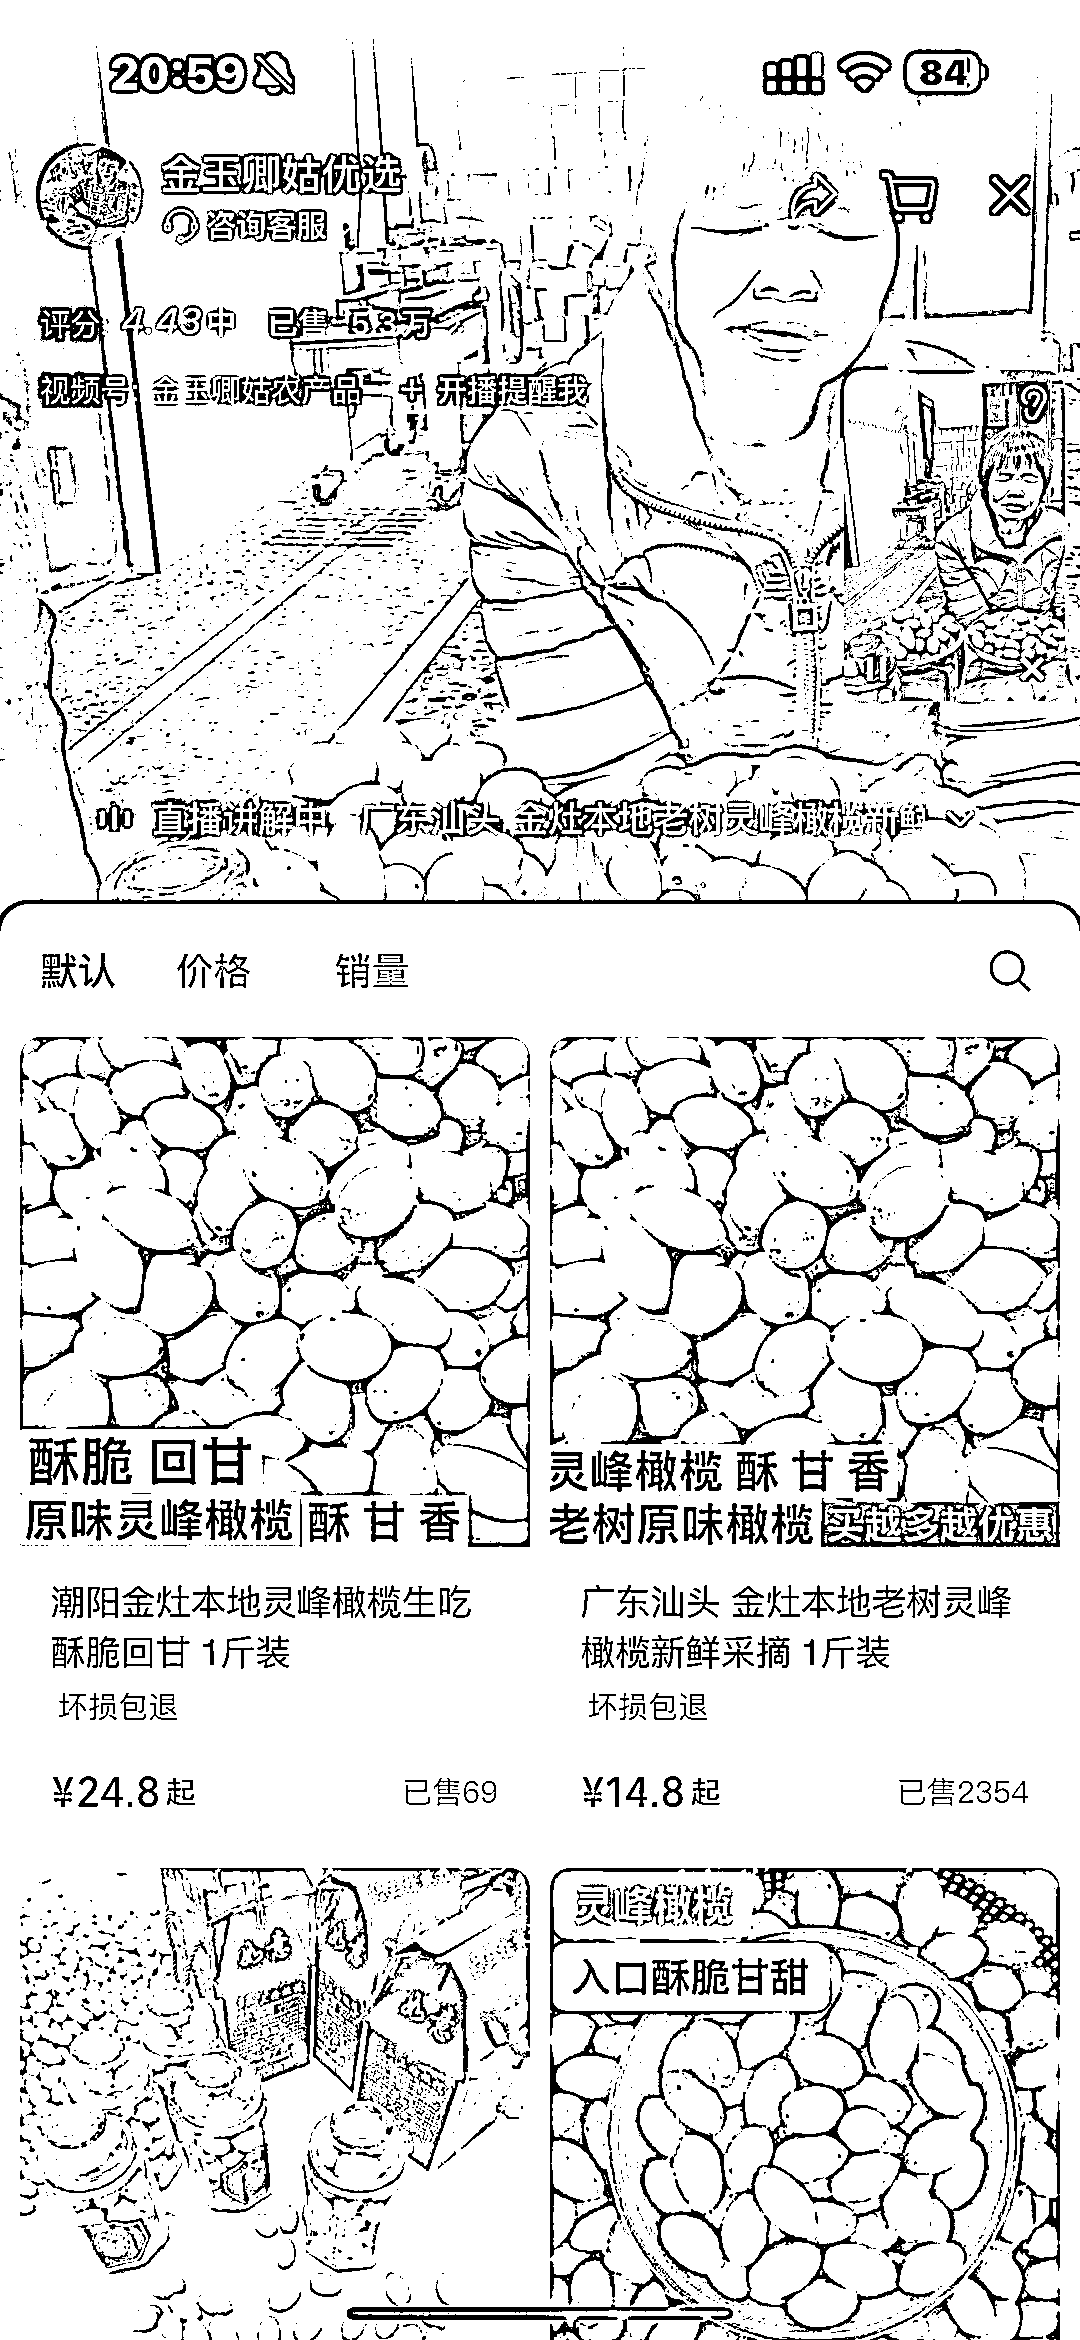 20:59
84
金玉卿姑优选
咨询客服
评分 4.43 中 已售 5.3万
视频号 金玉卿姑农产品 + 开播提醒我
直播讲解中 广东汕头 金灶本地老树灵峰橄榄新鲜
默认 价格 销量
酥脆 回甘
原味灵峰橄榄 酥 甘 香
灵峰橄榄 酥 甘 香
老树原味橄榄 买越多越优惠
潮阳金灶本地灵峰橄榄生吃
酥脆回甘 1斤装
坏损包退
¥24.8起 已售69
广东汕头 金灶本地老树灵峰
橄榄新鲜采摘 1斤装
坏损包退
¥14.8起 已售2354
灵峰橄榄
入口酥脆甘甜